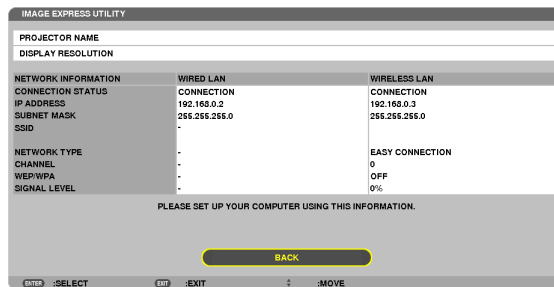 IMAGE EXPRESS UTILITY
PROJECTOR NAME
DISPLAY RESOLUTION
NETWORK INFORMATION WIRED LAN WIRELESS LAN
CONNECTION STATUS CONNECTION CONNECTION
IP ADDRESS 192.168.0.2 192.168.0.3
SUBNET MASK 255.255.255.0 255.255.255.0
SSID -
NETWORK TYPE - EASY CONNECTION
CHANNEL - 0
WEP/WPA - OFF
SIGNAL LEVEL - 0%
PLEASE SET UP YOUR COMPUTER USING THIS INFORMATION.
BACK
ENTER :SELECT EXIT :EXIT :MOVE